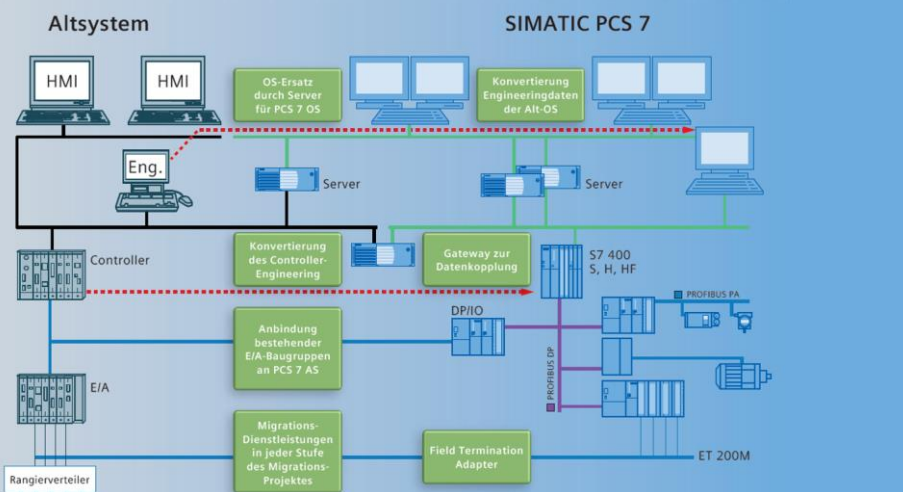 Altsystem
SIMATIC PCS 7
HMI
HMI
OS-Ersatz
durch Server
für PCS 7 OS
Konvertierung
Engineeringdaten
der Alt-OS
Eng.
Server
Server
Controller
Konvertierung
des Controller-
Engineering
Gateway zur
Datenkopplung
S7 400
S, H, HF
PROFIBUS PA
DP/IO
Anbindung
bestehender
E/A-Baugruppen
an PCS 7 AS
PROFIBUS DP
E/A
Migrations-
Dienstleistungen
in jeder Stufe
des Migrations-
Projektes
Field Termination
Adapter
ET 200M
Rangierverteiler